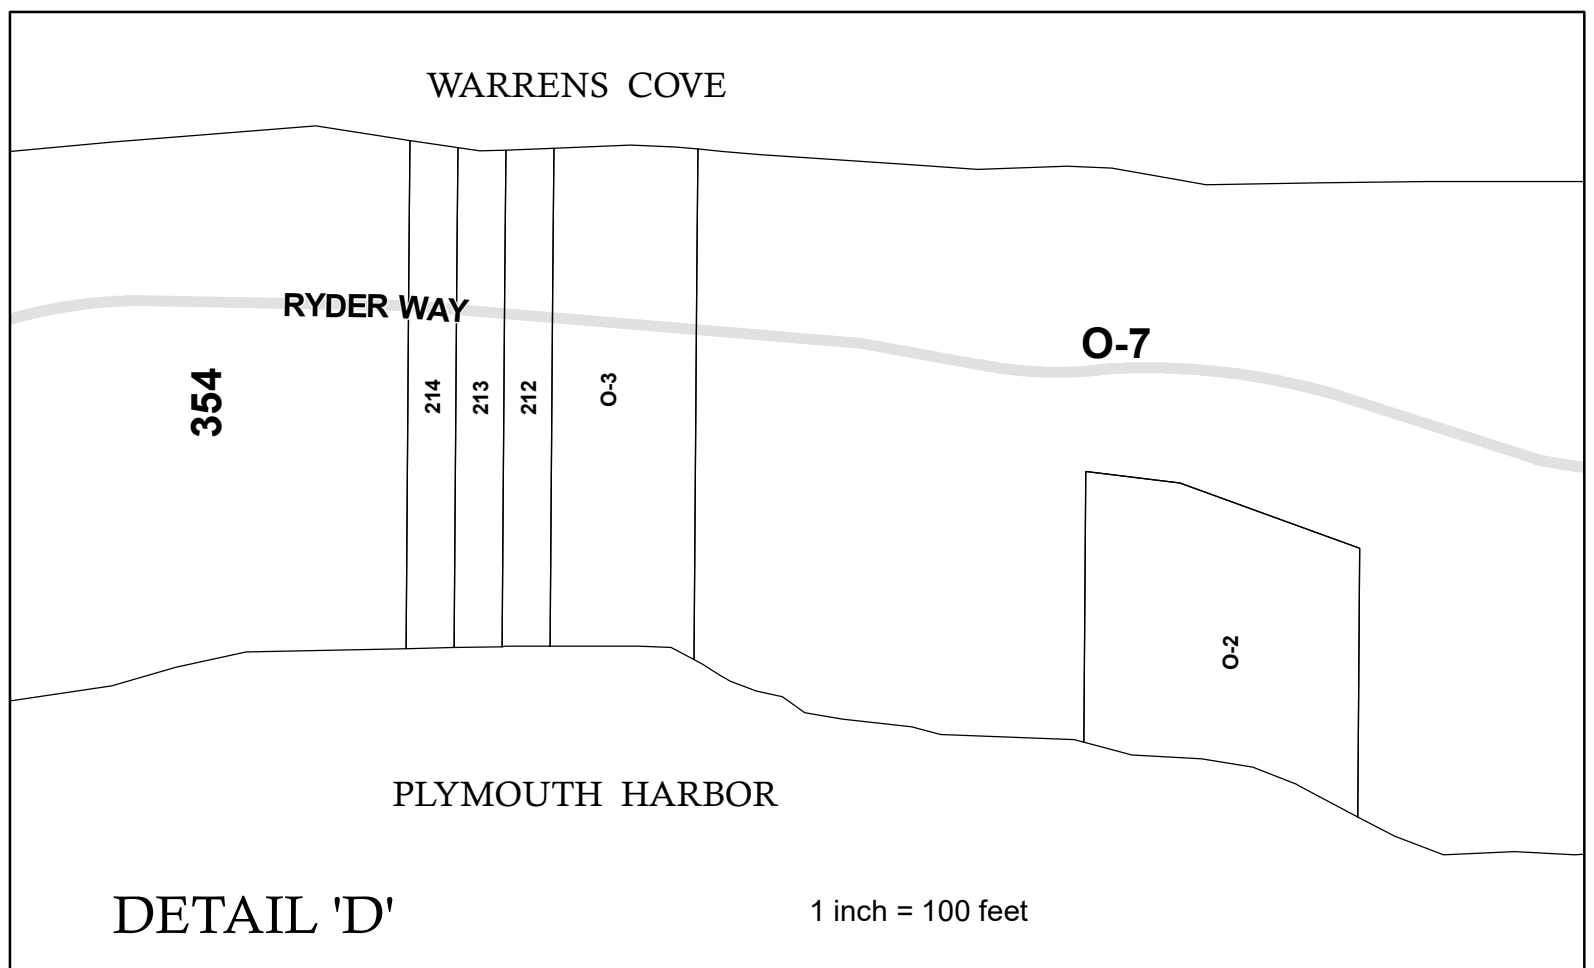 WARRENS COVE
RYDER WAY
O-7
354
214
213
212
O-3
O-2
PLYMOUTH HARBOR
DETAIL 'D'
1 inch = 100 feet